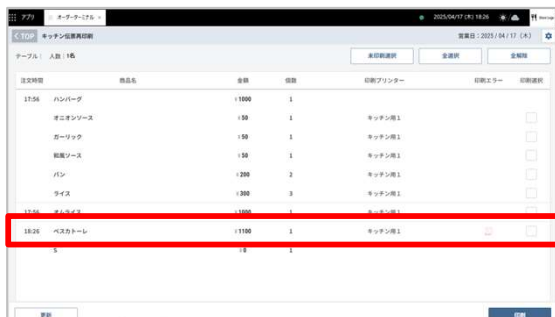 アプリ オーダーターミナル × 2025/04/17 (木) 18:26
< TOP キッチン伝票再印刷 営業日:2025/04/17 (木)
テーブル: 人数:1名 未印刷選択 全選択 全解除
注文時間 商品名 金額 個数 印刷プリンター 印刷エラー 印刷選択
17:56 ハンバーグ ¥1000 1
オニオンソース ¥50 1 キッチン用1
ガーリック ¥50 1 キッチン用1
和風ソース ¥50 1 キッチン用1
パン ¥200 2 キッチン用1
ライス ¥300 3 キッチン用1
17:56 オムライス ¥1000 1 キッチン用1
18:26 ペスカトーレ ¥1100 1 キッチン用1
S ¥0 1
更新 印刷